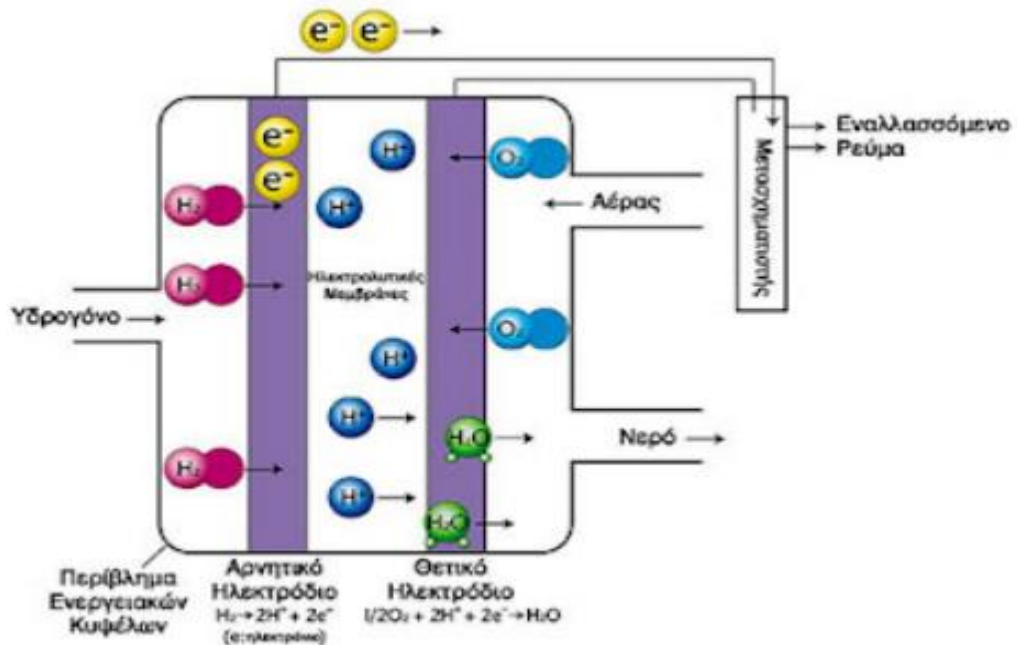 e⁻ e⁻
e⁻
e⁻
H⁺
H⁺
H₂
H₂
H₂
O₂
O₂
Αέρας
Εναλλασσόμενο
Ρεύμα
Μετασχηματιστής
Ηλεκτρολυτικές
Μεμβράνες
Υδρογόνο
H⁺
H⁺
H⁺
H₂O
H₂O
Νερό
Περίβλημα
Ενεργειακών
Κυψέλων
Αρνητικό
Ηλεκτρόδιο
H₂→2H⁺ + 2e⁻
(e:ηλεκτρόνιο)
Θετικό
Ηλεκτρόδιο
1/2O₂ + 2H⁺ + 2e⁻→H₂O